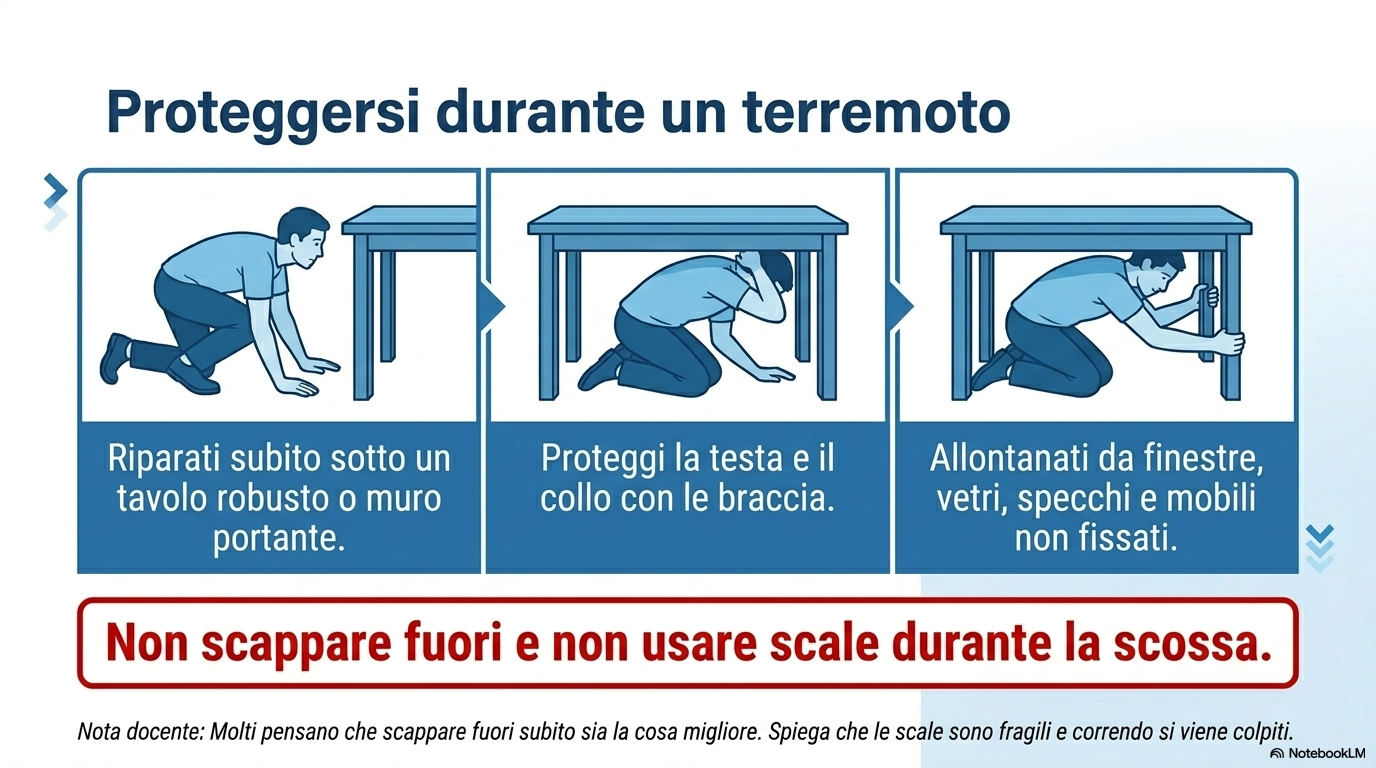 Proteggersi durante un terremoto
Riparati subito sotto un
tavolo robusto o muro
portante.
Proteggi la testa e il
collo con le braccia.
Allontanati da finestre,
vetri, specchi e mobili
non fissati.
Non scappare fuori e non usare scale durante la scossa.
Nota docente: Molti pensano che scappare fuori subito sia la cosa migliore. Spiega che le scale sono fragili e correndo si viene colpiti.
NotebookLM